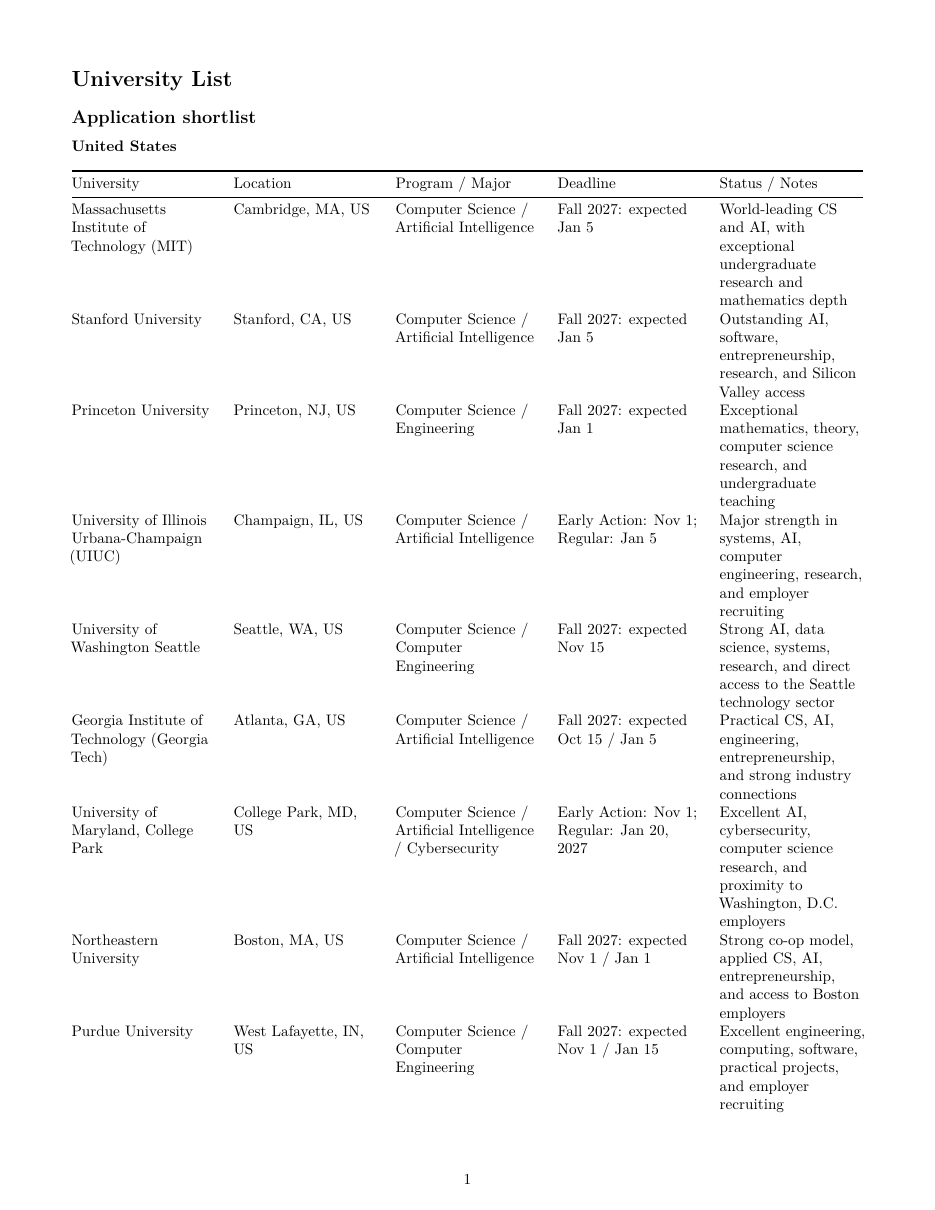 University List
Application shortlist
United States
University Location Program / Major Deadline Status / Notes
Massachusetts Cambridge, MA, US Computer Science / Fall 2027: expected World-leading CS
Institute of Artificial Intelligence Jan 5 and AI, with
Technology (MIT) exceptional
undergraduate
research and
mathematics depth
Stanford University Stanford, CA, US Computer Science / Fall 2027: expected Outstanding AI,
Artificial Intelligence Jan 5 software,
entrepreneurship,
research, and Silicon
Valley access
Princeton University Princeton, NJ, US Computer Science / Fall 2027: expected Exceptional
Engineering Jan 1 mathematics, theory,
computer science
research, and
undergraduate
teaching
University of Illinois Champaign, IL, US Computer Science / Early Action: Nov 1; Major strength in
Urbana-Champaign Artificial Intelligence Regular: Jan 5 systems, AI,
(UIUC) computer
engineering, research,
and employer
recruiting
University of Seattle, WA, US Computer Science / Fall 2027: expected Strong AI, data
Washington Seattle Computer Nov 15 science, systems,
Engineering research, and direct
access to the Seattle
technology sector
Georgia Institute of Atlanta, GA, US Computer Science / Fall 2027: expected Practical CS, AI,
Technology (Georgia Artificial Intelligence Oct 15 / Jan 5 engineering,
Tech) entrepreneurship,
and strong industry
connections
University of College Park, MD, Computer Science / Early Action: Nov 1; Excellent AI,
Maryland, College US Artificial Intelligence Regular: Jan 20, cybersecurity,
Park / Cybersecurity 2027 computer science
research, and
proximity to
Washington, D.C.
employers
Northeastern Boston, MA, US Computer Science / Fall 2027: expected Strong co-op model,
University Artificial Intelligence Nov 1 / Jan 1 applied CS, AI,
entrepreneurship,
and access to Boston
employers
Purdue University West Lafayette, IN, Computer Science / Fall 2027: expected Excellent engineering,
US Computer Nov 1 / Jan 15 computing, software,
Engineering practical projects,
and employer
recruiting
1